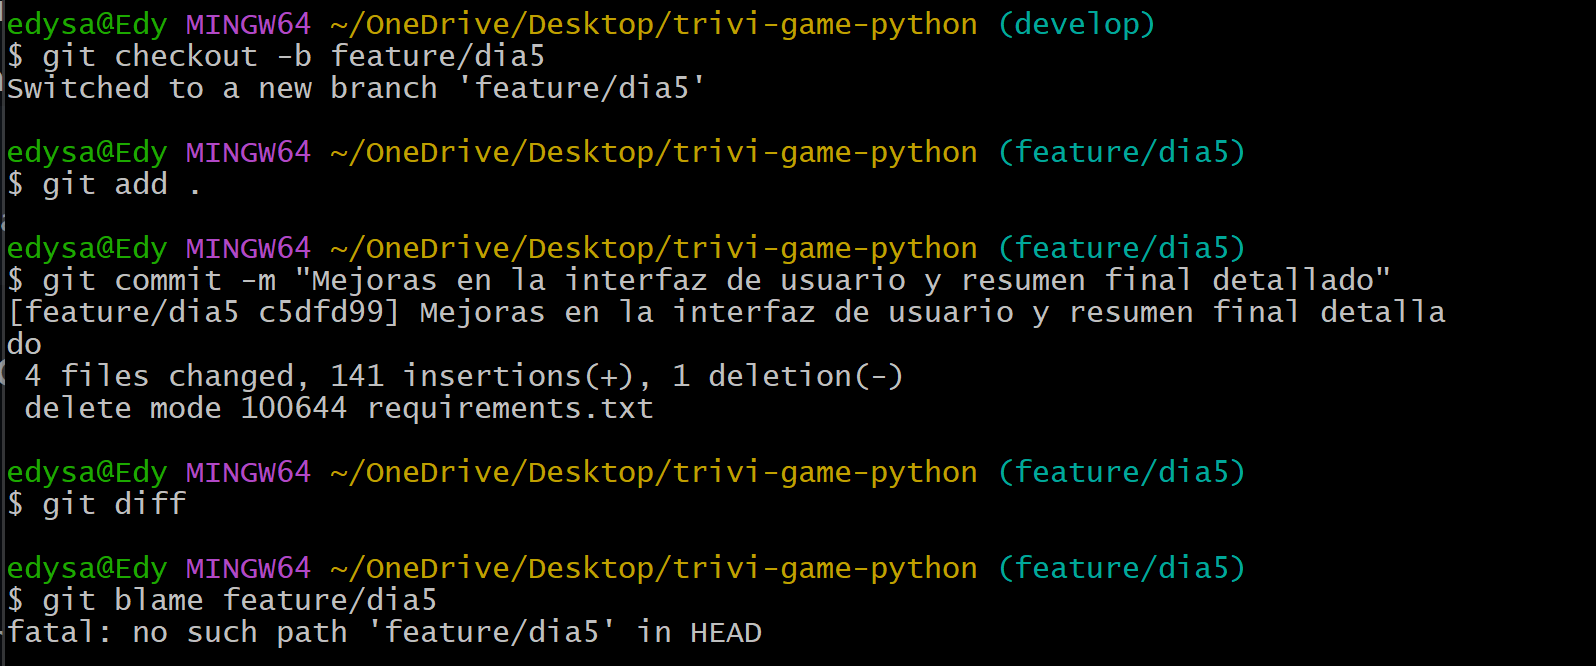 edysa@Edy MINGW64 ~/OneDrive/Desktop/trivi-game-python (develop)
$ git checkout -b feature/dia5
Switched to a new branch 'feature/dia5'
edysa@Edy MINGW64 ~/OneDrive/Desktop/trivi-game-python (feature/dia5)
$ git add .
edysa@Edy MINGW64 ~/OneDrive/Desktop/trivi-game-python (feature/dia5)
$ git commit -m "Mejoras en la interfaz de usuario y resumen final detallado"
[feature/dia5 c5dfd99] Mejoras en la interfaz de usuario y resumen final detalla
do
 4 files changed, 141 insertions(+), 1 deletion(-)
 delete mode 100644 requirements.txt
edysa@Edy MINGW64 ~/OneDrive/Desktop/trivi-game-python (feature/dia5)
$ git diff
edysa@Edy MINGW64 ~/OneDrive/Desktop/trivi-game-python (feature/dia5)
$ git blame feature/dia5
fatal: no such path 'feature/dia5' in HEAD